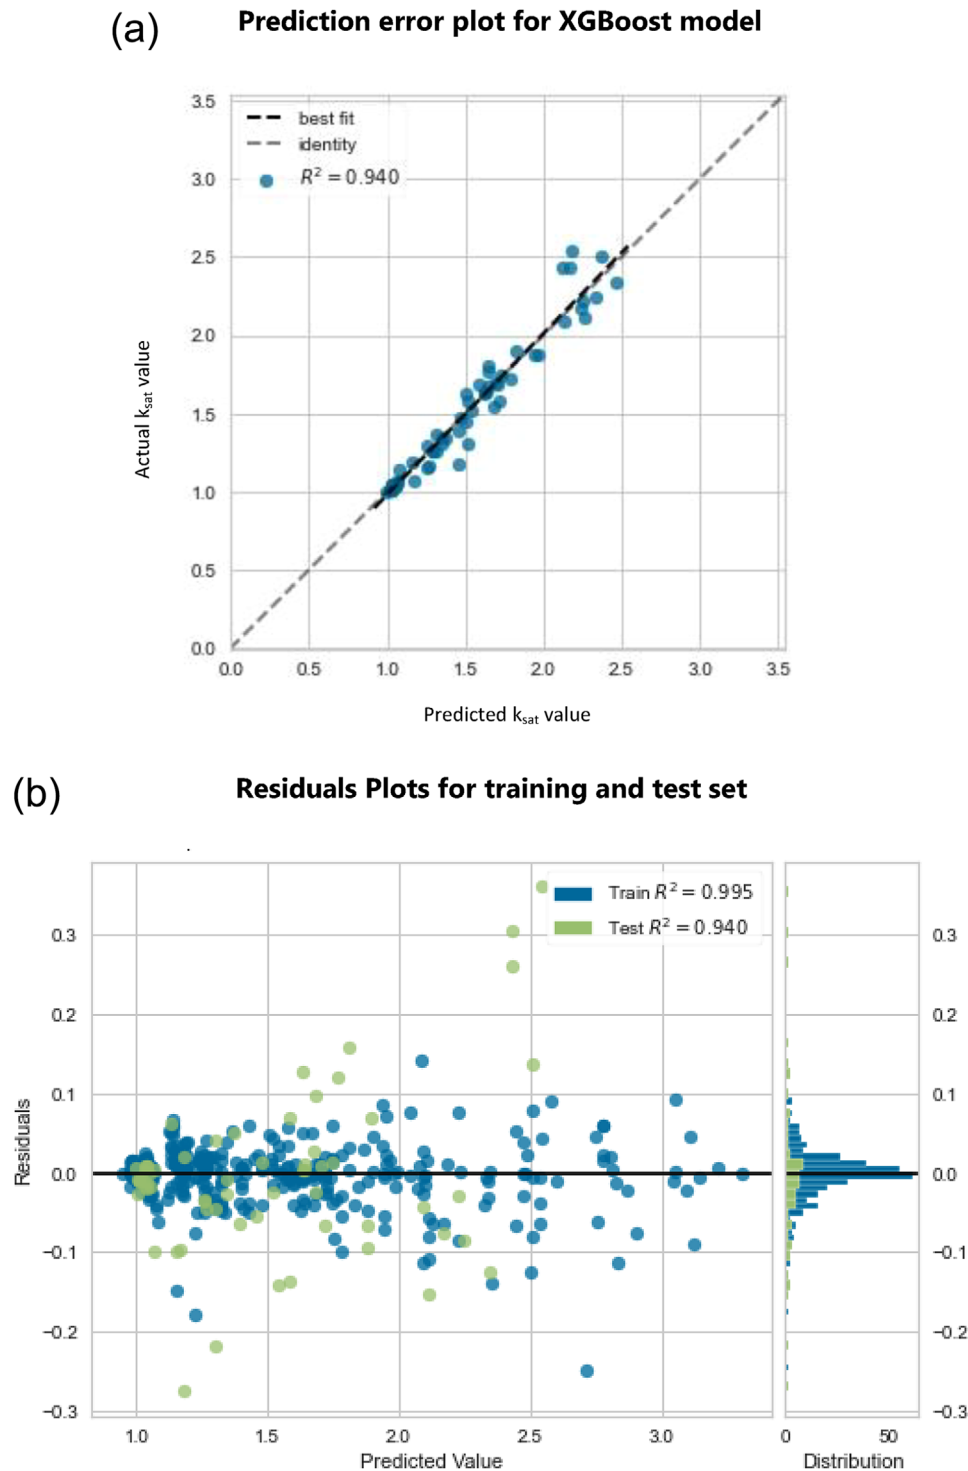 (a)
Prediction error plot for XGBoost model
3.5
3.0
2.5
2.0
1.5
1.0
0.5
0.0
best fit
identity
R² = 0.940
Actual kₛₐₜ value
0.0 0.5 1.0 1.5 2.0 2.5 3.0 3.5
Predicted kₛₐₜ value
(b)
Residuals Plots for training and test set
Train R² = 0.995
Test R² = 0.940
Residuals
0.3
0.2
0.1
0.0
−0.1
−0.2
−0.3
0.3
0.2
0.1
0.0
−0.1
−0.2
−0.3
1.0 1.5 2.0 2.5 3.0
Predicted Value
0 50
Distribution